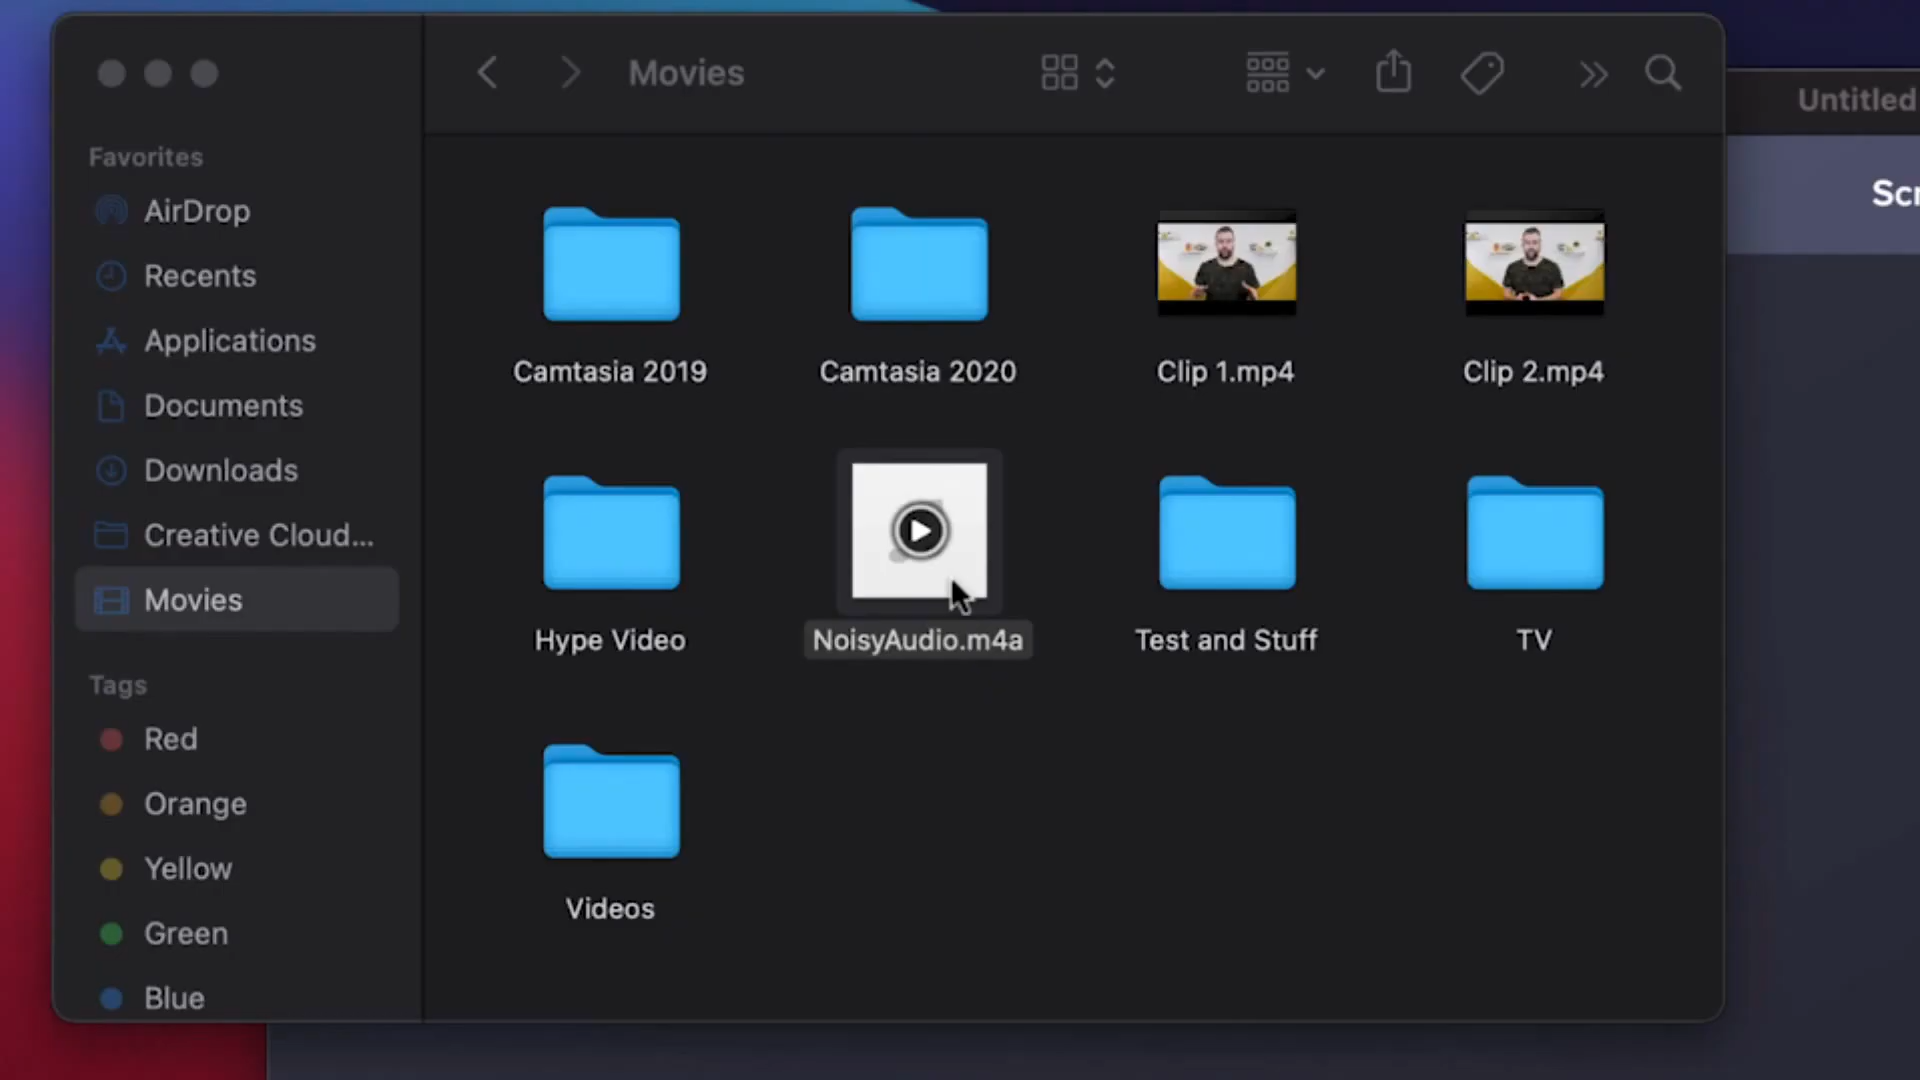 Movies
Untitled
Scr
Favorites
AirDrop
Recents
Applications
Documents
Downloads
Creative Cloud...
Movies
Tags
Red
Orange
Yellow
Green
Blue
Camtasia 2019
Camtasia 2020
Clip 1.mp4
Clip 2.mp4
Hype Video
NoisyAudio.m4a
Test and Stuff
TV
Videos